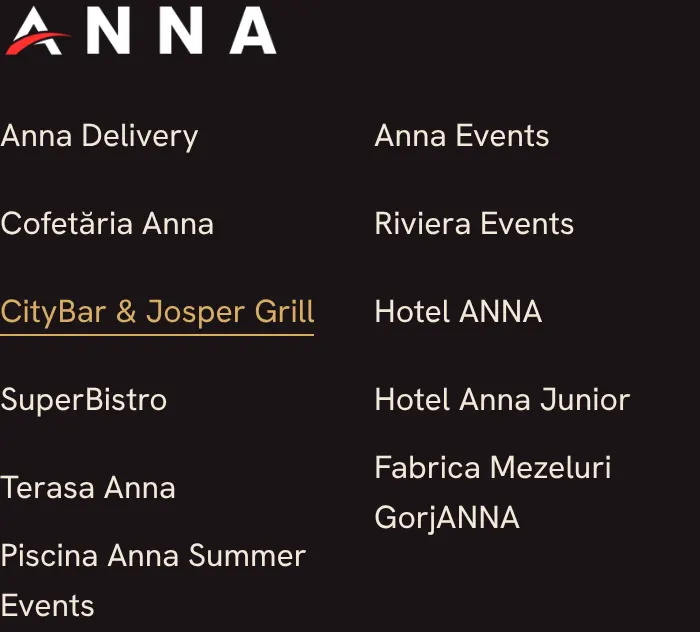 ANNA
Anna Delivery
Cofetăria Anna
CityBar & Josper Grill
SuperBistro
Terasa Anna
Piscina Anna Summer
Events
Anna Events
Riviera Events
Hotel ANNA
Hotel Anna Junior
Fabrica Mezeluri
GorjANNA